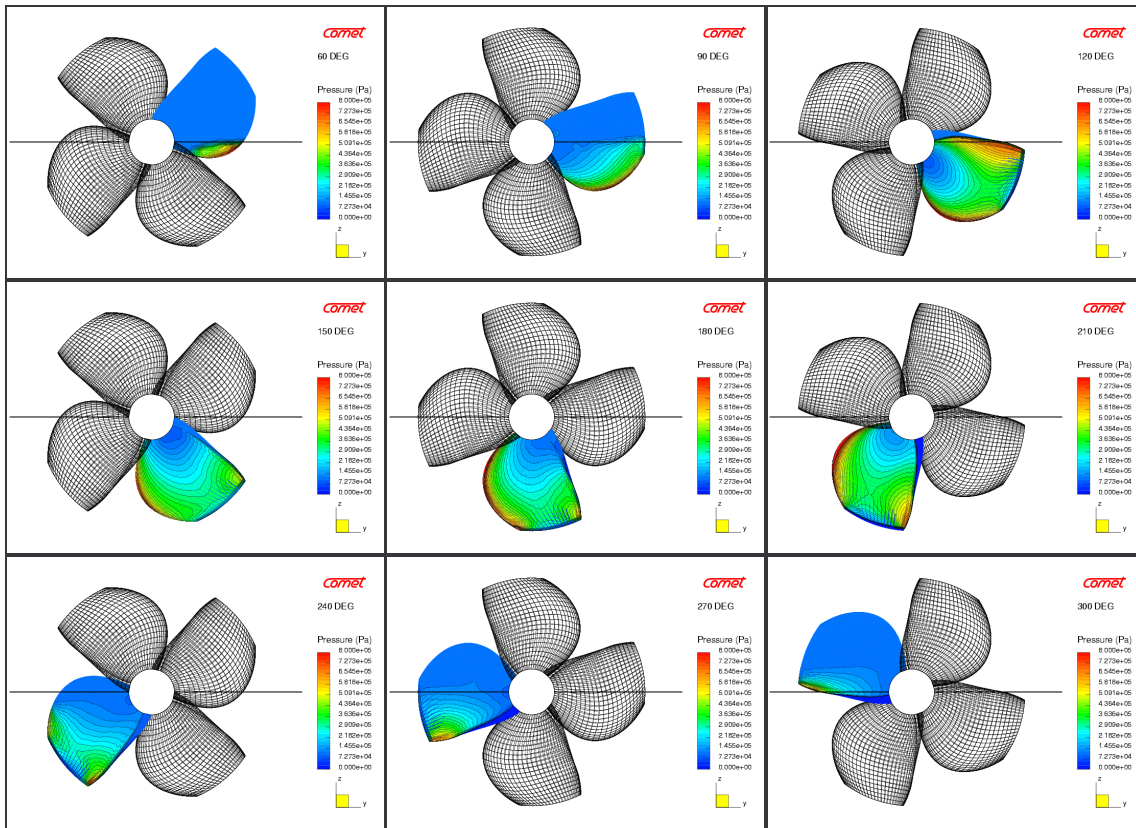 comet
60 DEG
Pressure (Pa)
8.000e+05
7.273e+05
6.545e+05
5.818e+05
5.091e+05
4.364e+05
3.636e+05
2.909e+05
2.182e+05
1.455e+05
7.273e+04
0.000e+00
z
y
comet
90 DEG
Pressure (Pa)
8.000e+05
7.273e+05
6.545e+05
5.818e+05
5.091e+05
4.364e+05
3.636e+05
2.909e+05
2.182e+05
1.455e+05
7.273e+04
0.000e+00
z
y
comet
120 DEG
Pressure (Pa)
8.000e+05
7.273e+05
6.545e+05
5.818e+05
5.091e+05
4.364e+05
3.636e+05
2.909e+05
2.182e+05
1.455e+05
7.273e+04
0.000e+00
z
y
comet
150 DEG
Pressure (Pa)
8.000e+05
7.273e+05
6.545e+05
5.818e+05
5.091e+05
4.364e+05
3.636e+05
2.909e+05
2.182e+05
1.455e+05
7.273e+04
0.000e+00
z
y
comet
180 DEG
Pressure (Pa)
8.000e+05
7.273e+05
6.545e+05
5.818e+05
5.091e+05
4.364e+05
3.636e+05
2.909e+05
2.182e+05
1.455e+05
7.273e+04
0.000e+00
z
y
comet
210 DEG
Pressure (Pa)
8.000e+05
7.273e+05
6.545e+05
5.818e+05
5.091e+05
4.364e+05
3.636e+05
2.909e+05
2.182e+05
1.455e+05
7.273e+04
0.000e+00
z
y
comet
240 DEG
Pressure (Pa)
8.000e+05
7.273e+05
6.545e+05
5.818e+05
5.091e+05
4.364e+05
3.636e+05
2.909e+05
2.182e+05
1.455e+05
7.273e+04
0.000e+00
z
y
comet
270 DEG
Pressure (Pa)
8.000e+05
7.273e+05
6.545e+05
5.818e+05
5.091e+05
4.364e+05
3.636e+05
2.909e+05
2.182e+05
1.455e+05
7.273e+04
0.000e+00
z
y
comet
300 DEG
Pressure (Pa)
8.000e+05
7.273e+05
6.545e+05
5.818e+05
5.091e+05
4.364e+05
3.636e+05
2.909e+05
2.182e+05
1.455e+05
7.273e+04
0.000e+00
z
y